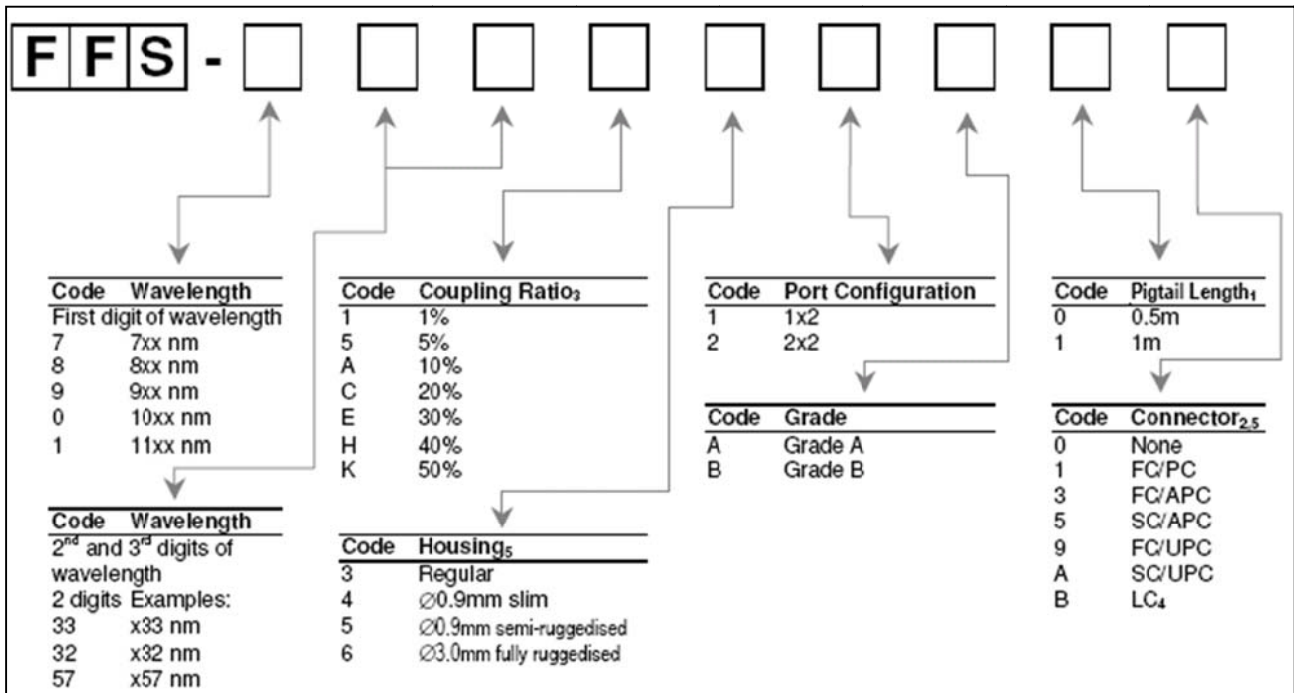 FFS-
Code Wavelength
First digit of wavelength
7 7xx nm
8 8xx nm
9 9xx nm
0 10xx nm
1 11xx nm
Code Wavelength
2nd and 3rd digits of
wavelength
2 digits Examples:
33 x33 nm
32 x32 nm
57 x57 nm
Code Coupling Ratio3
1 1%
5 5%
A 10%
C 20%
E 30%
H 40%
K 50%
Code Housing5
3 Regular
4 ∅0.9mm slim
5 ∅0.9mm semi-ruggedised
6 ∅3.0mm fully ruggedised
Code Port Configuration
1 1x2
2 2x2
Code Grade
A Grade A
B Grade B
Code Pigtail Length1
0 0.5m
1 1m
Code Connector2,5
0 None
1 FC/PC
3 FC/APC
5 SC/APC
9 FC/UPC
A SC/UPC
B LC4